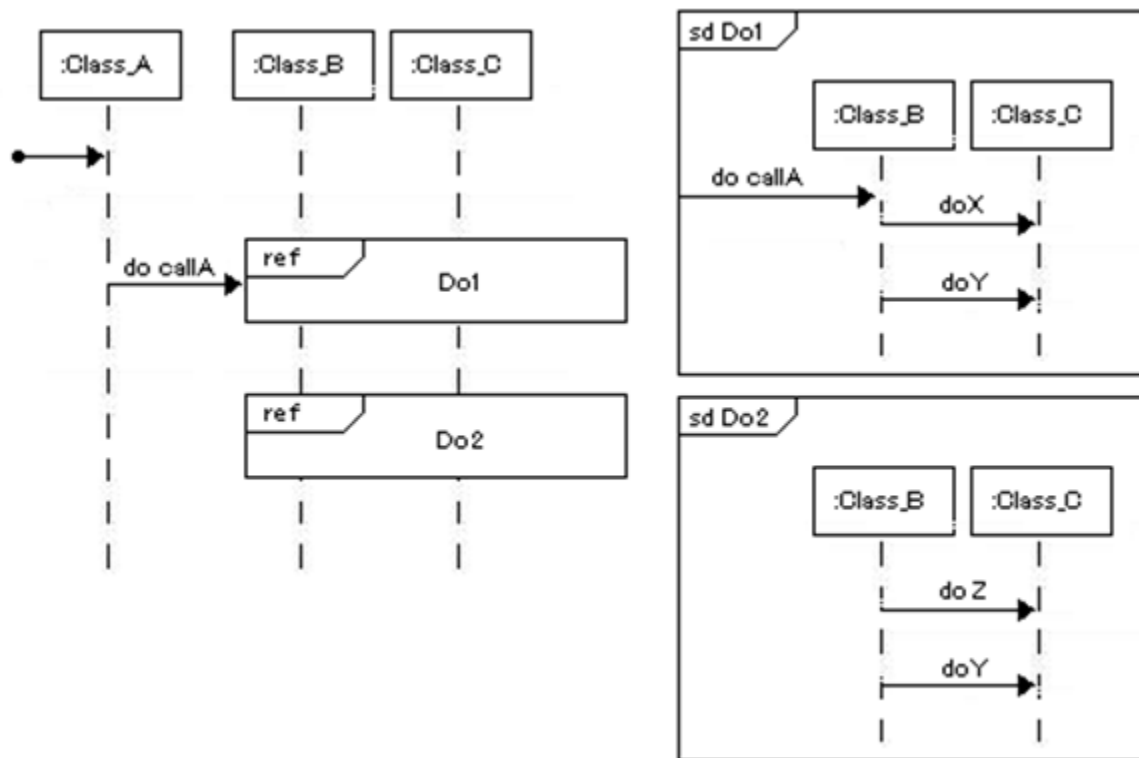 :Class_A
:Class_B
:Class_C
do callA
ref
Do1
ref
Do2
sd Do1
:Class_B
:Class_C
do callA
doX
doY
sd Do2
:Class_B
:Class_C
do Z
doY